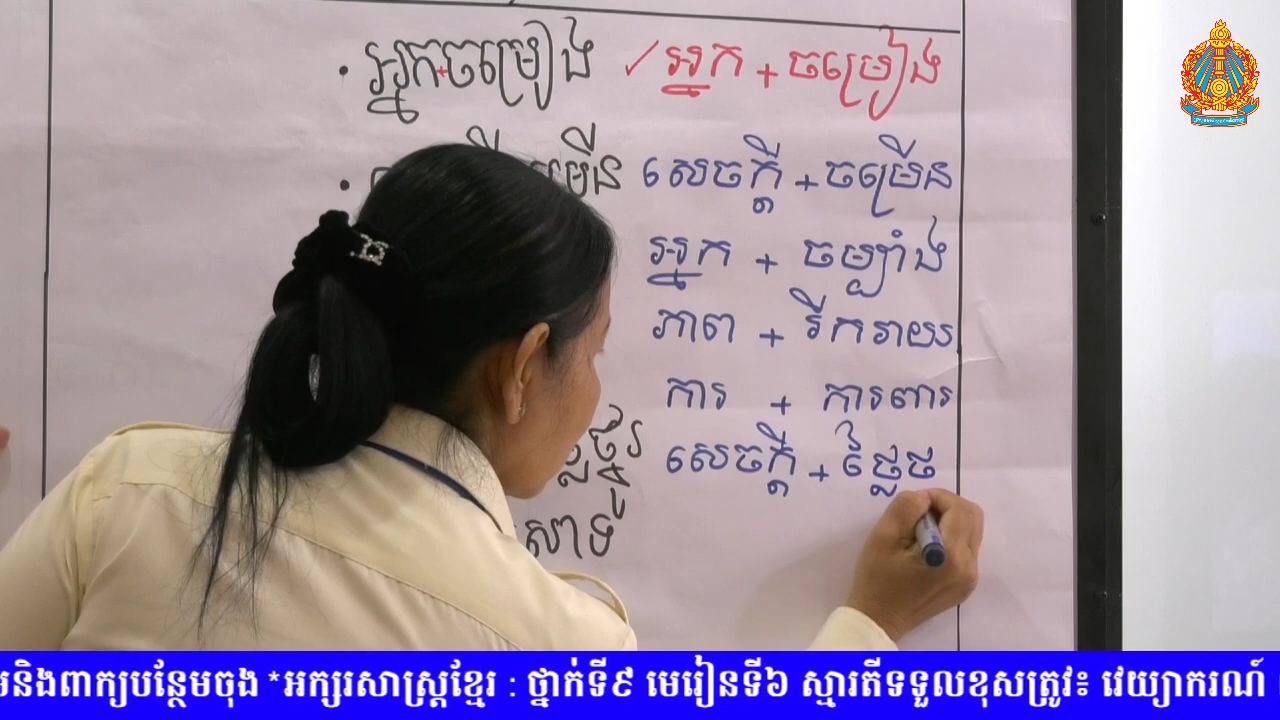 • អ្នក+ចម្រៀង ✓ អ្នក + ចម្រៀង
• សេចក្ដី + ចម្រើន
អ្នក + ចម្បាំង
ភាព + រីករាយ
ការ + ការពារ
សេចក្ដី + ថ្លៃថ
និងពាក្យបន្ថែមចុង *អក្សរសាស្ត្រខ្មែរ : ថ្នាក់ទី៩ មេរៀនទី៦ ស្មារតីទទួលខុសត្រូវ៖ វេយ្យាករណ៍